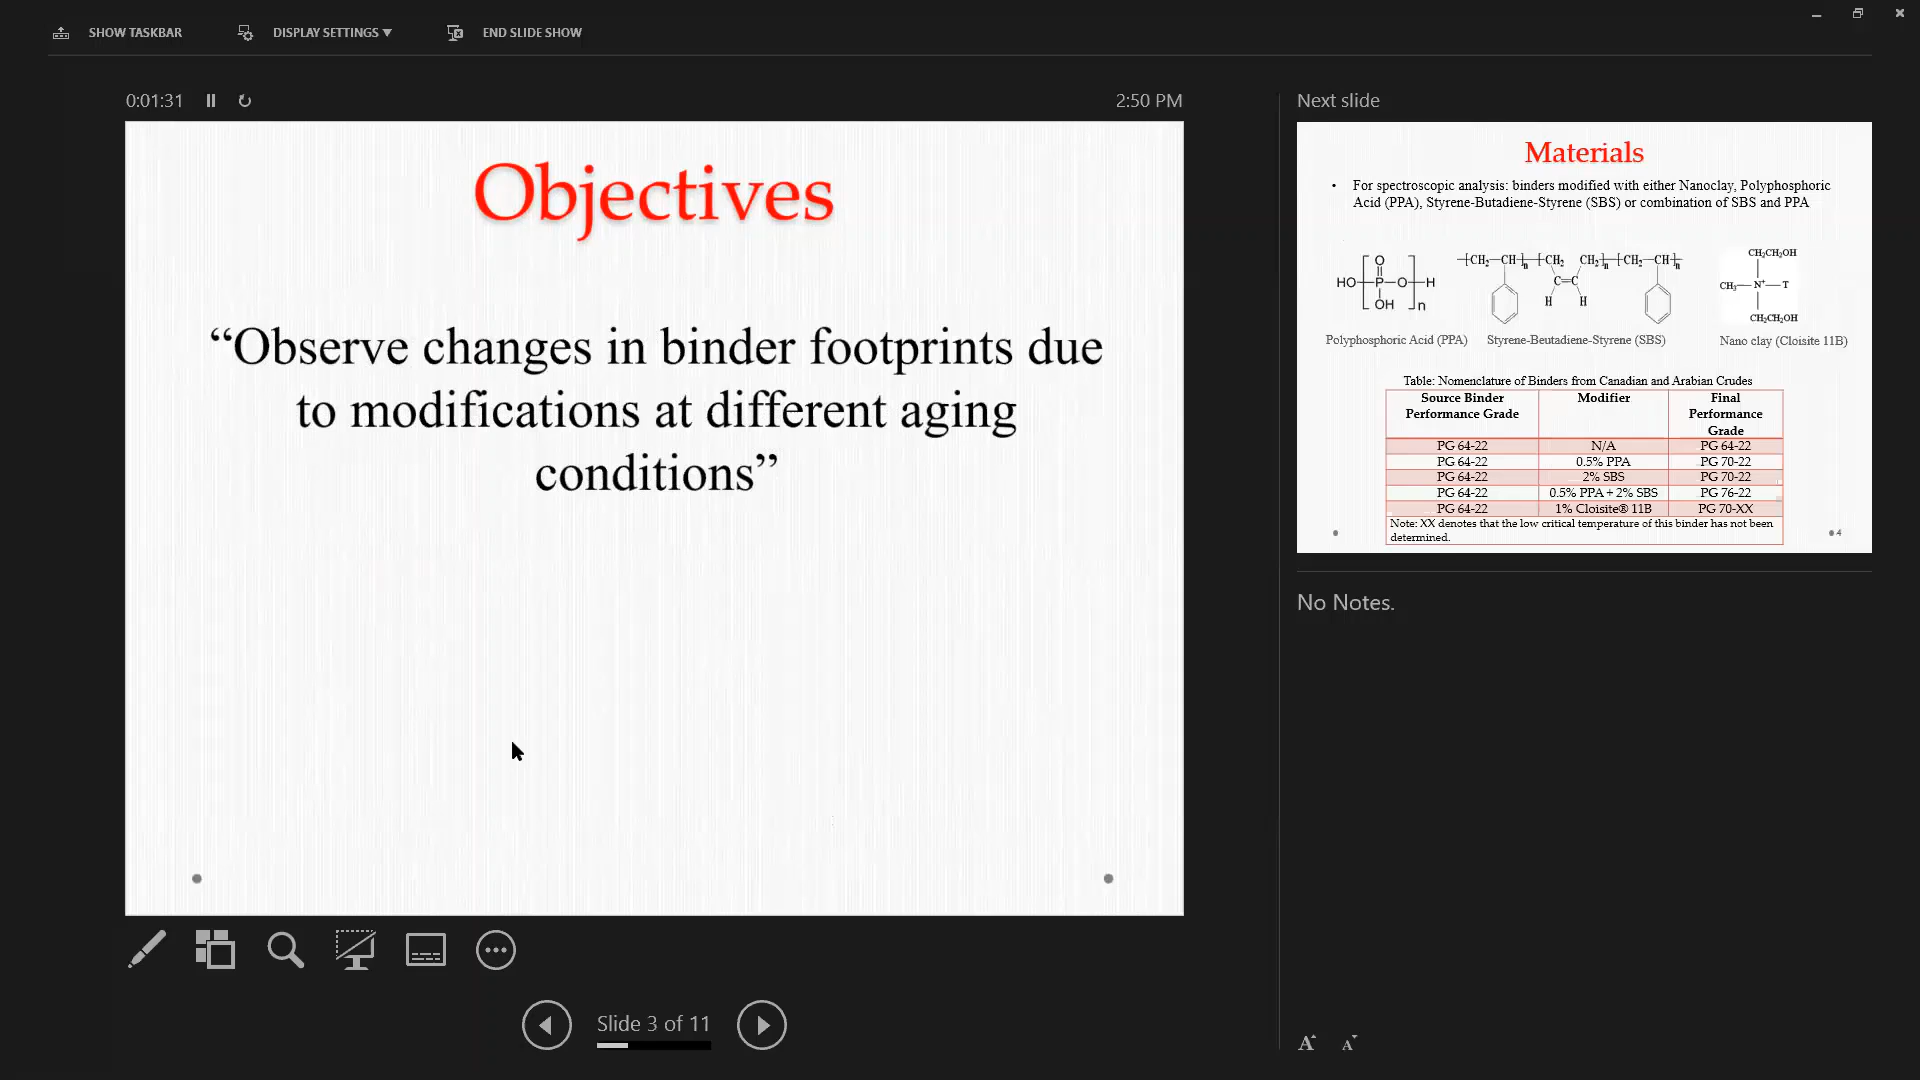 SHOW TASKBAR
DISPLAY SETTINGS ▼
END SLIDE SHOW
0:01:31
2:50 PM
Objectives
“Observe changes in binder footprints due
to modifications at different aging
conditions”
Slide 3 of 11
Next slide
Materials
• For spectroscopic analysis: binders modified with either Nanoclay, Polyphosphoric
Acid (PPA), Styrene-Butadiene-Styrene (SBS) or combination of SBS and PPA
O
HO P O H
OH n
CH₂ CH n CH₂ CH₂ n CH₂ CH n
C=C
H H
CH₂CH₂OH
CH₃ N⁺ T
CH₂CH₂OH
Polyphosphoric Acid (PPA)
Styrene-Beutadiene-Styrene (SBS)
Nano clay (Cloisite 11B)
Table: Nomenclature of Binders from Canadian and Arabian Crudes
Source Binder Modifier Final
Performance Grade Performance
Grade
PG 64-22 N/A PG 64-22
PG 64-22 0.5% PPA PG 70-22
PG 64-22 2% SBS PG 70-22
PG 64-22 0.5% PPA + 2% SBS PG 76-22
PG 64-22 1% Cloisite® 11B PG 70-XX
Note: XX denotes that the low critical temperature of this binder has not been
determined.
4
No Notes.
A A